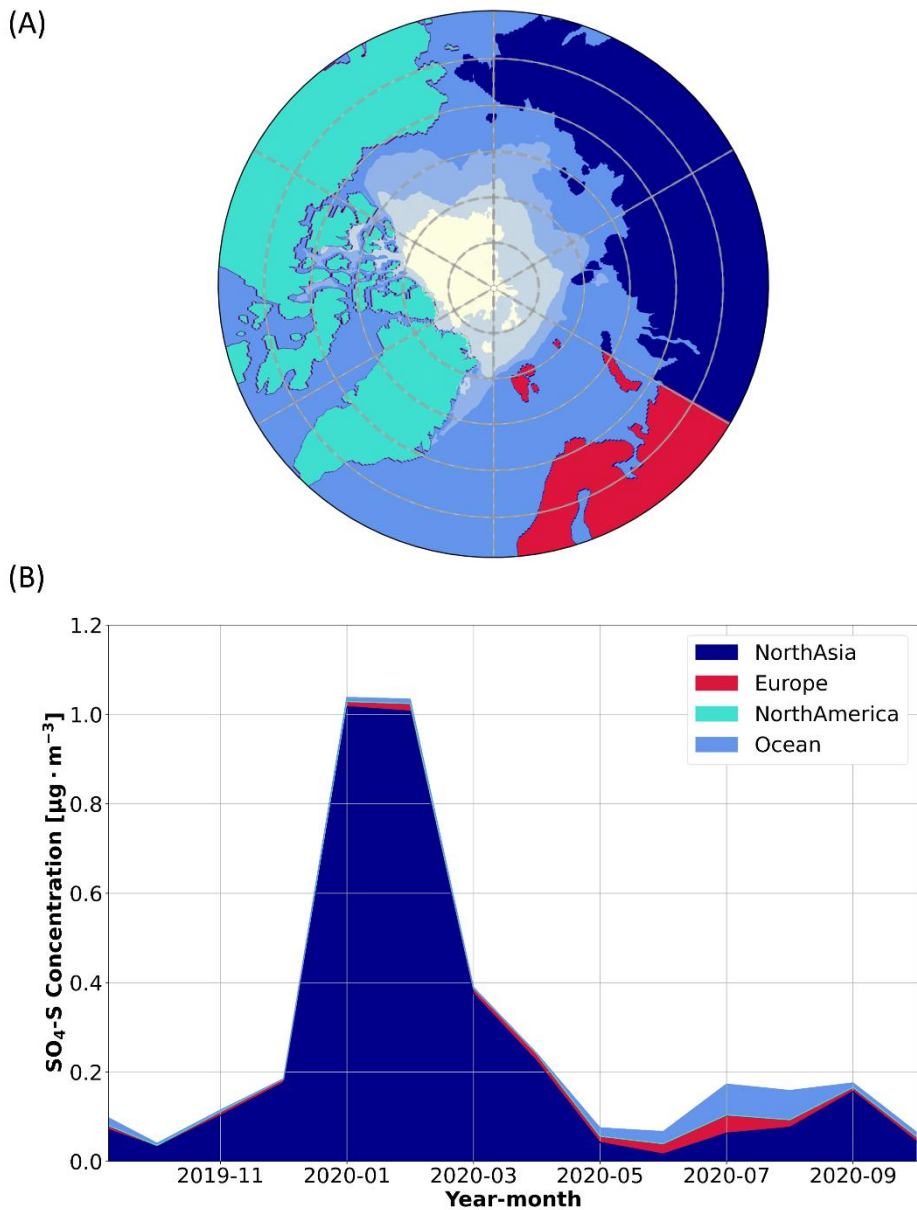 (A)
(B)
SO₄-S Concentration [µg · m⁻³]
1.2
1.0
0.8
0.6
0.4
0.2
0.0
NorthAsia
Europe
NorthAmerica
Ocean
2019-11 2020-01 2020-03 2020-05 2020-07 2020-09
Year-month